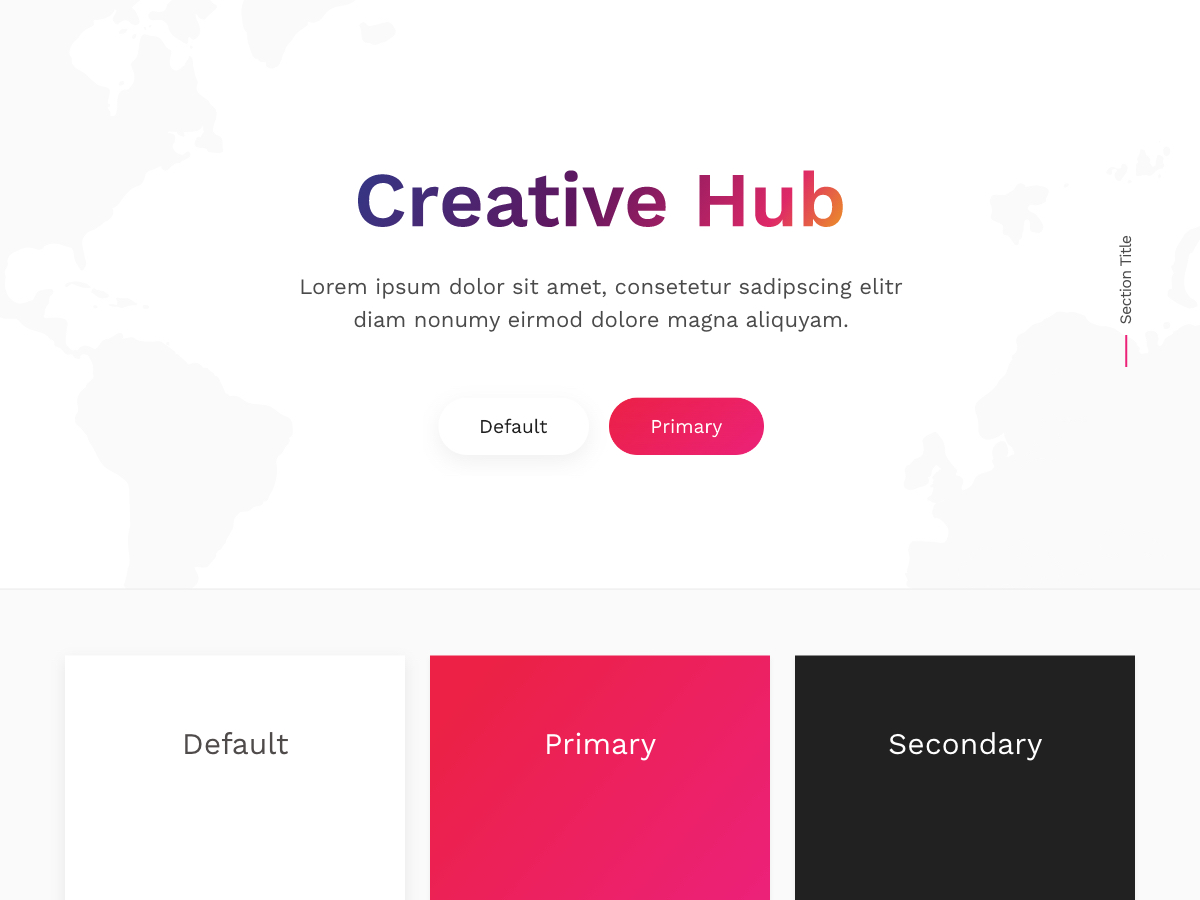 Creative Hub
Lorem ipsum dolor sit amet, consetetur sadipscing elitr
diam nonumy eirmod dolore magna aliquyam.
Section Title
Default
Primary
Default
Primary
Secondary